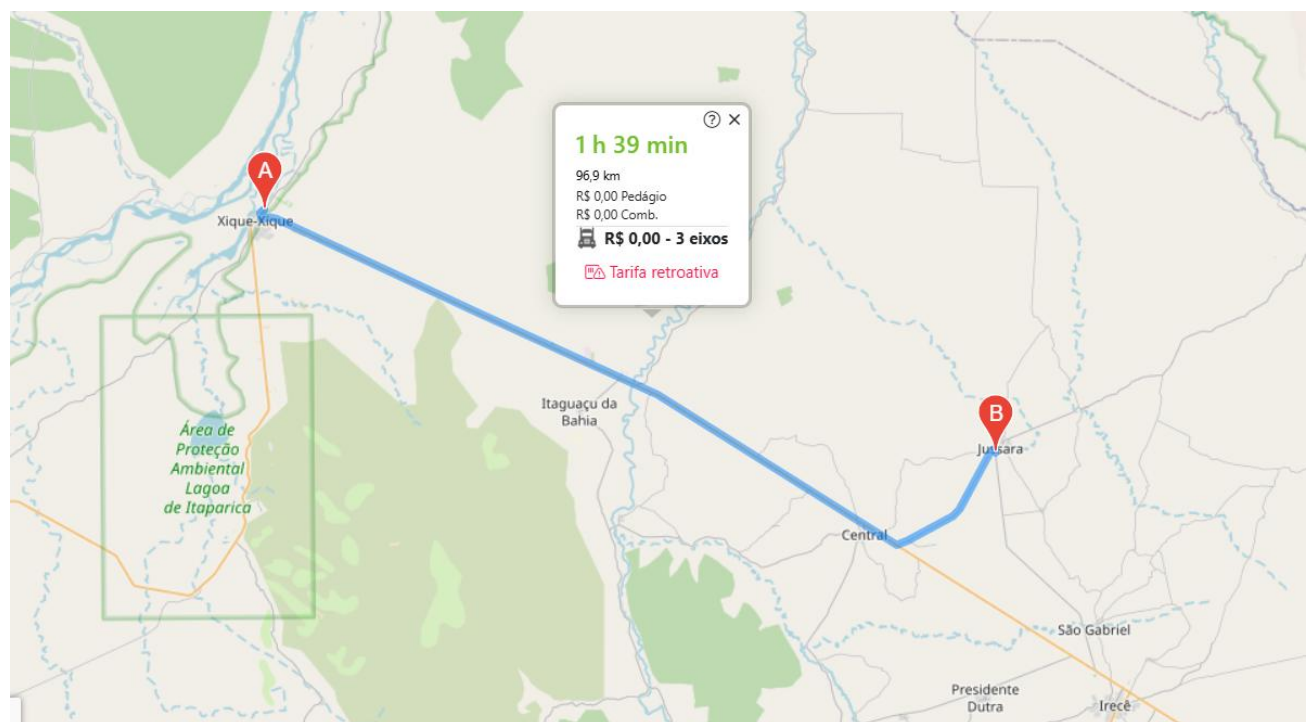 A
Xique-Xique
?
1 h 39 min
96,9 km
R$ 0,00 Pedágio
R$ 0,00 Comb.
R$ 0,00 - 3 eixos
Tarifa retroativa
Itaguaçu da
Bahia
B
Jussara
Área de
Proteção
Ambiental
Lagoa
de Itaparica
Central
São Gabriel
Presidente
Dutra
Irecê